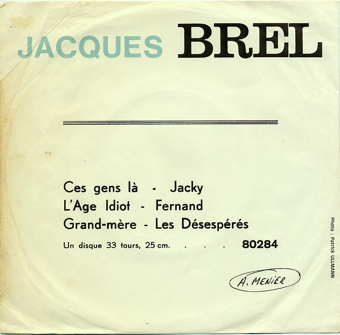 JACQUES BREL
Ces gens là - Jacky
L'Age Idiot - Fernand
Grand-mère - Les Désespérés
Un disque 33 tours, 25 cm. . . . 80284
A. MENIER
Photo : Patrick ULLMANN